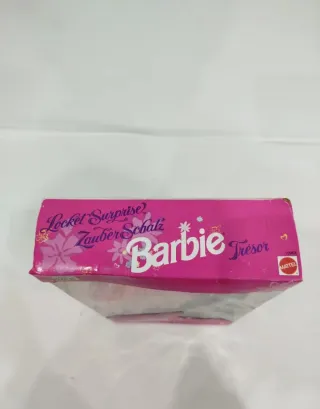 Locket Surprise
Zauber Schatz
Barbie
Trésor
MATTEL